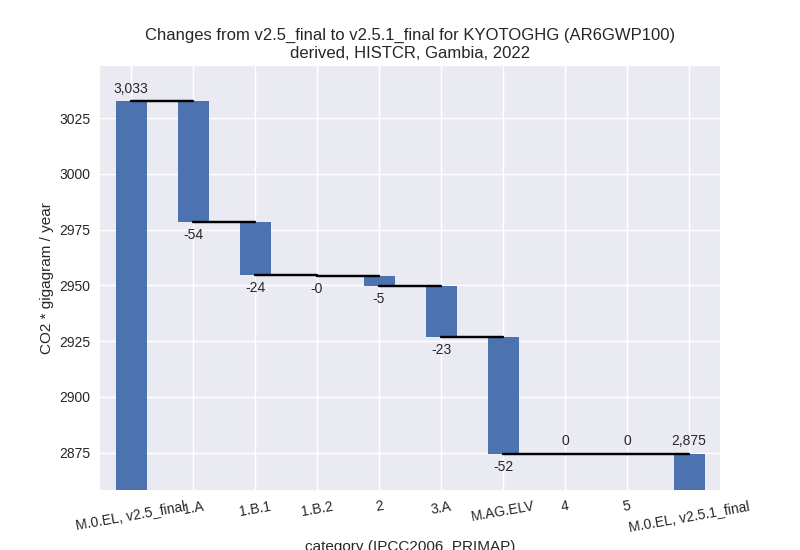 Changes from v2.5_final to v2.5.1_final for KYOTOGHG (AR6GWP100)
derived, HISTCR, Gambia, 2022
3,033
3025
3000
2975
2950
2925
2900
2875
CO2 * gigagram / year
-54
-24
-0
-5
-23
-52
0
0
2,875
M.0.EL, v2.5_final
1.A
1.B.1
1.B.2
2
3.A
M.AG.ELV
4
5
M.0.EL, v2.5.1_final
category (IPCC2006_PRIMAP)